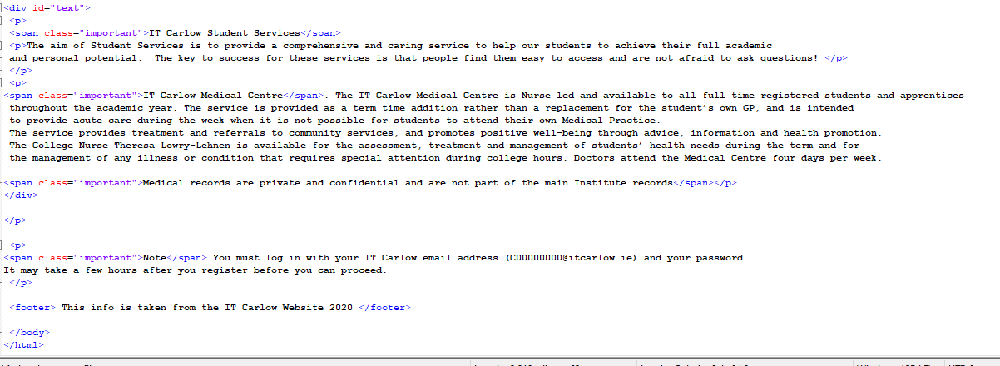 <div id="text">
<p>
<span class="important">IT Carlow Student Services</span>
<p>The aim of Student Services is to provide a comprehensive and caring service to help our students to achieve their full academic
and personal potential.  The key to success for these services is that people find them easy to access and are not afraid to ask questions! </p>
</p>
<p>
<span class="important">IT Carlow Medical Centre</span>. The IT Carlow Medical Centre is Nurse led and available to all full time registered students and apprentices
throughout the academic year. The service is provided as a term time addition rather than a replacement for the student’s own GP, and is intended
to provide acute care during the week when it is not possible for students to attend their own Medical Practice.
The service provides treatment and referrals to community services, and promotes positive well-being through advice, information and health promotion.
The College Nurse Theresa Lowry-Lehnen is available for the assessment, treatment and management of students’ health needs during the term and for
the management of any illness or condition that requires special attention during college hours. Doctors attend the Medical Centre four days per week.
<span class="important">Medical records are private and confidential and are not part of the main Institute records</span></p>
</div>
</p>
<p>
<span class="important">Note</span> You must log in with your IT Carlow email address (C00000000@itcarlow.ie) and your password.
It may take a few hours after you register before you can proceed.
</p>
<footer> This info is taken from the IT Carlow Website 2020 </footer>
</body>
</html>